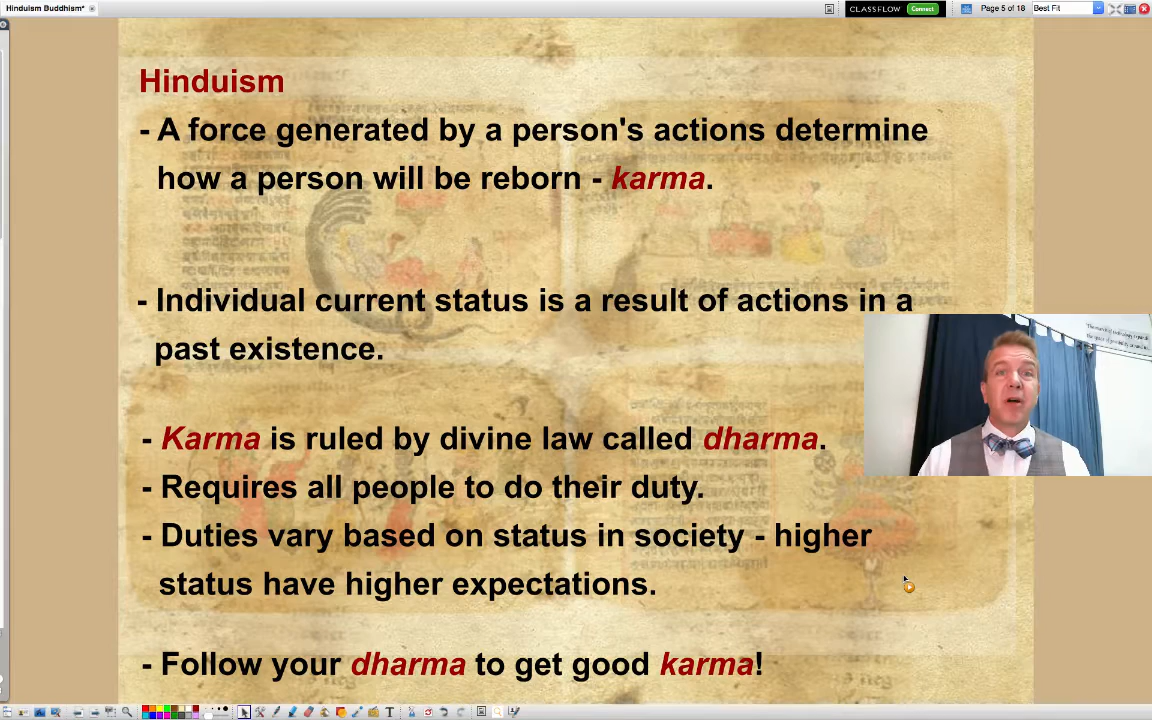 Hinduism Buddhism*
CLASSFLOW Connect
Page 5 of 18
Best Fit
Hinduism
- A force generated by a person's actions determine
how a person will be reborn - karma.
- Individual current status is a result of actions in a
past existence.
- Karma is ruled by divine law called dharma.
- Requires all people to do their duty.
- Duties vary based on status in society - higher
status have higher expectations.
- Follow your dharma to get good karma!